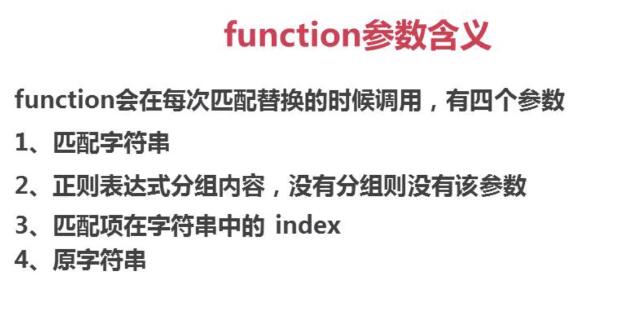 function参数含义
function会在每次匹配替换的时候调用，有四个参数
1、匹配字符串
2、正则表达式分组内容，没有分组则没有该参数
3、匹配项在字符串中的 index
4、原字符串